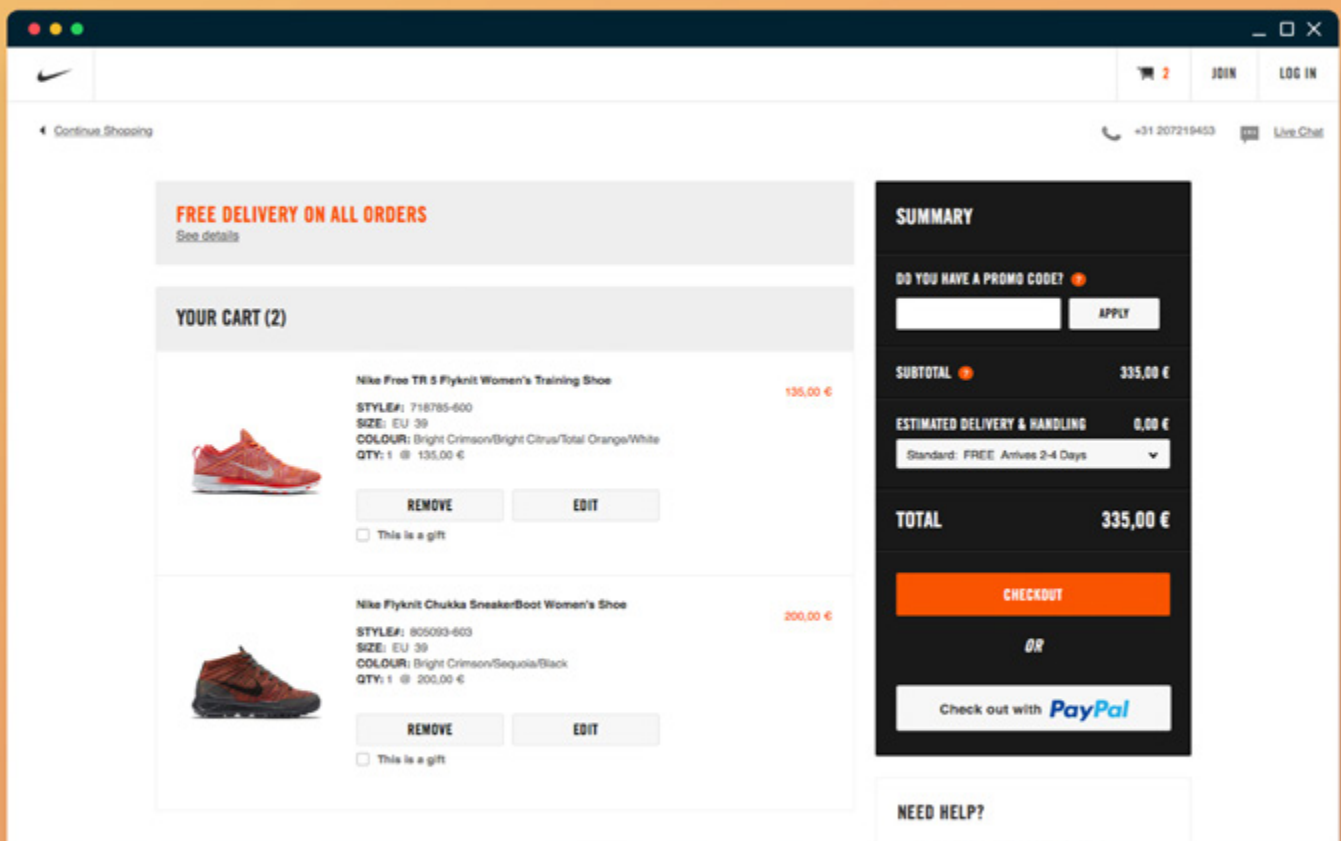 2
JOIN
LOG IN
Continue Shopping
+31 207219453
Live Chat
FREE DELIVERY ON ALL ORDERS
See details
YOUR CART (2)
Nike Free TR 5 Flyknit Women's Training Shoe
135,00 €
STYLE#: 718785-600
SIZE: EU 39
COLOUR: Bright Crimson/Bright Citrus/Total Orange/White
QTY: 1 @ 135,00 €
REMOVE
EDIT
This is a gift
Nike Flyknit Chukka SneakerBoot Women's Shoe
200,00 €
STYLE#: 805093-603
SIZE: EU 39
COLOUR: Bright Crimson/Sequoia/Black
QTY: 1 @ 200,00 €
REMOVE
EDIT
This is a gift
SUMMARY
DO YOU HAVE A PROMO CODE? ?
APPLY
SUBTOTAL ? 335,00 €
ESTIMATED DELIVERY & HANDLING 0,00 €
Standard: FREE Arrives 2-4 Days
TOTAL 335,00 €
CHECKOUT
OR
Check out with PayPal
NEED HELP?